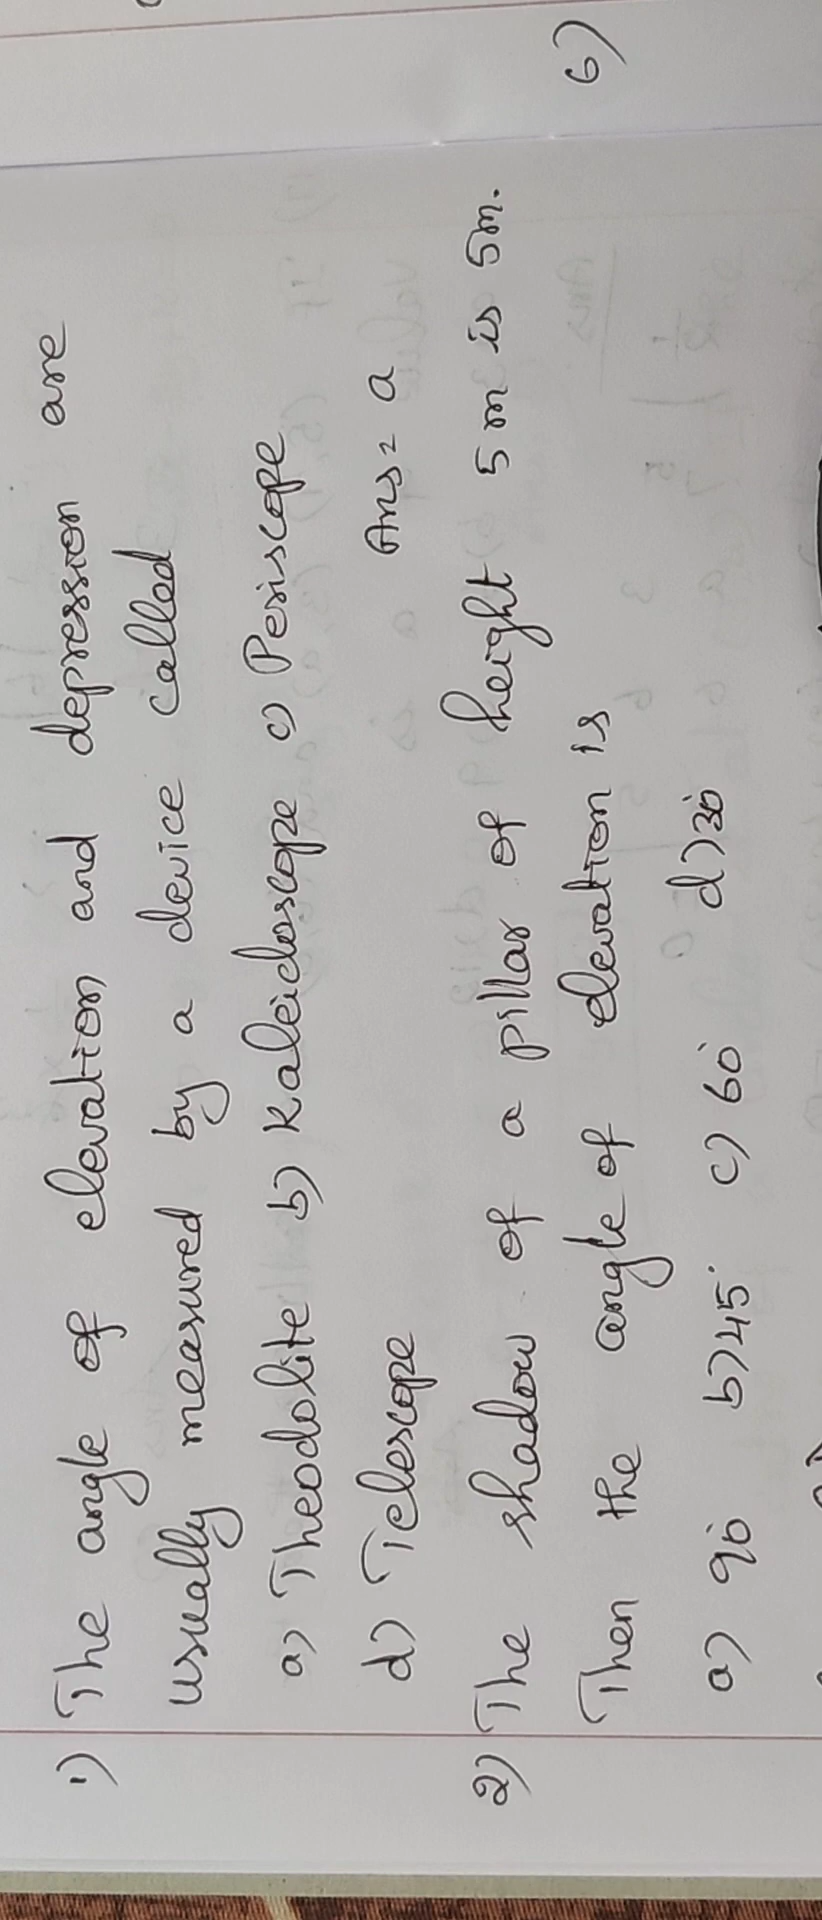 1) The angle of elevation and depression are
usually measured by a device called
a) Theodolite b) Kaleidoscope c) Periscope
d) Telescope Ans = a
2) The shadow of a pillar of height 5m is 5m.
Then the angle of elevation is
a) 90° b) 45° c) 60° d) 30°
6)